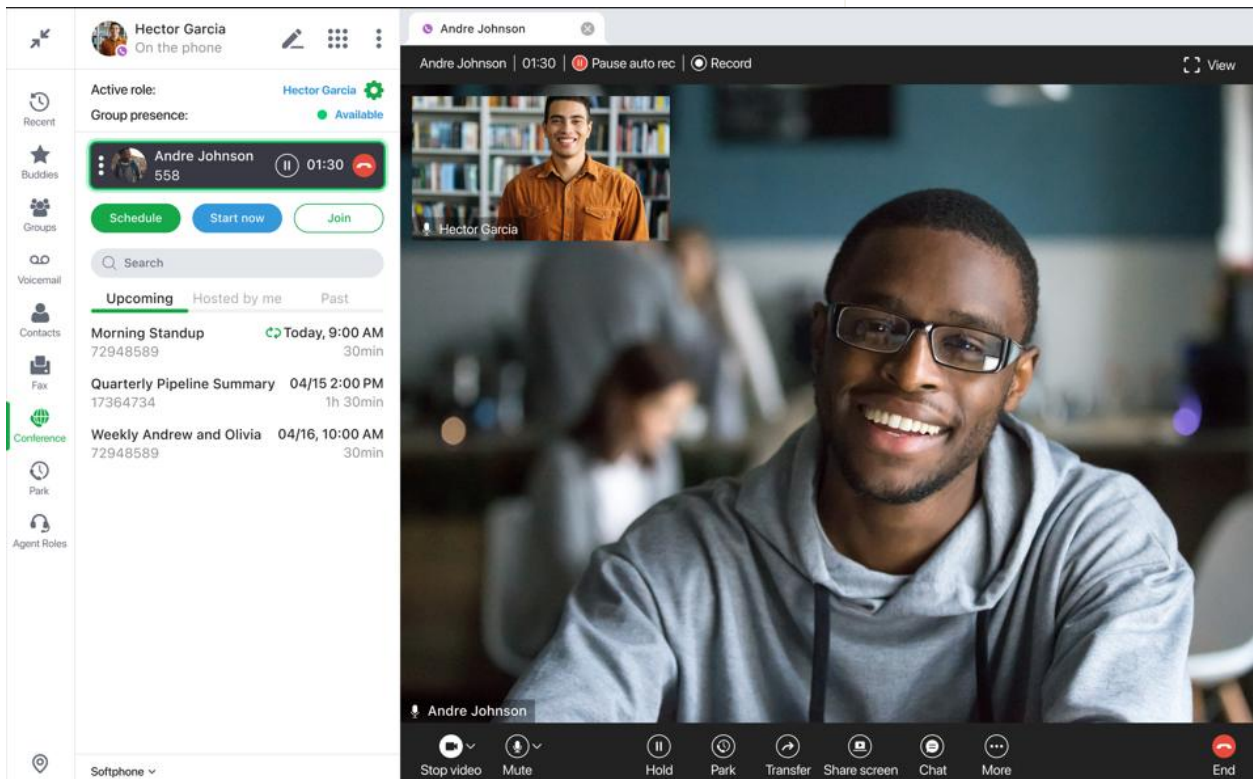 Recent
Buddies
Groups
Voicemail
Contacts
Fax
Conference
Park
Agent Roles
Hector Garcia
On the phone
Active role: Hector Garcia
Group presence: Available
Andre Johnson
558
01:30
Schedule Start now Join
Search
Upcoming Hosted by me Past
Morning Standup Today, 9:00 AM
72948589 30min
Quarterly Pipeline Summary 04/15 2:00 PM
17364734 1h 30min
Weekly Andrew and Olivia 04/16, 10:00 AM
72948589 30min
Softphone
Andre Johnson
Andre Johnson | 01:30 | Pause auto rec | Record View
Hector Garcia
Andre Johnson
Stop video Mute Hold Park Transfer Share screen Chat More End